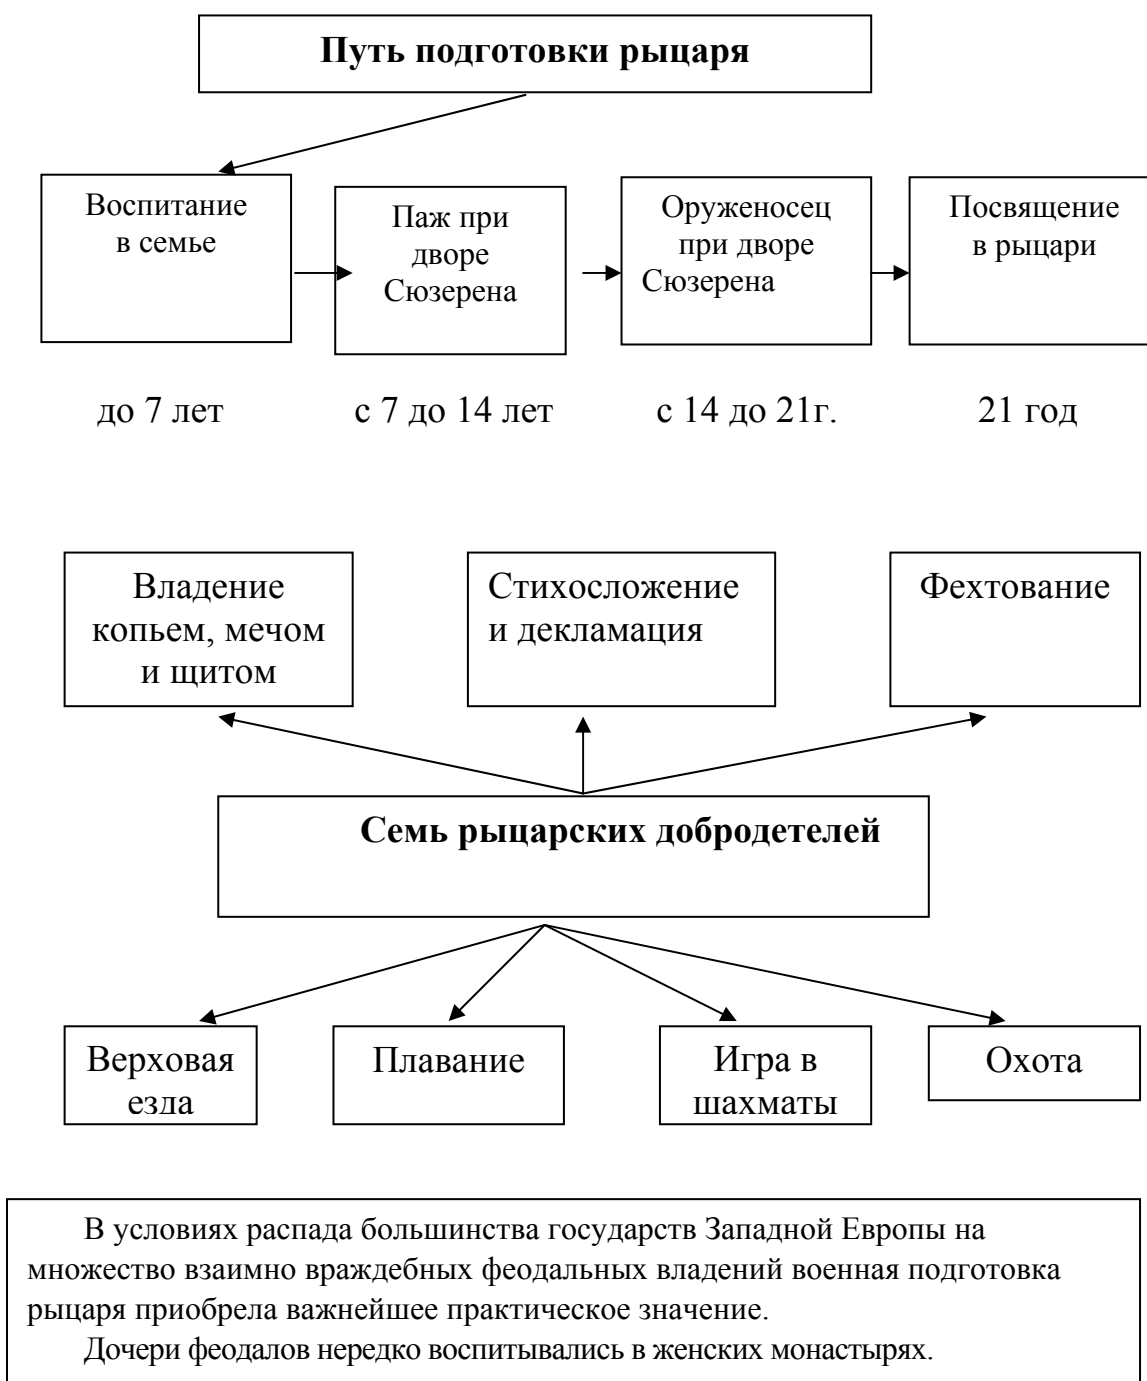 Путь подготовки рыцаря
Воспитание
в семье
Паж при
дворе
Сюзерена
Оруженосец
при дворе
Сюзерена
Посвящение
в рыцари
до 7 лет
с 7 до 14 лет
с 14 до 21г.
21 год
Владение
копьем, мечом
и щитом
Стихосложение
и декламация
Фехтование
Семь рыцарских добродетелей
Верховая
езда
Плавание
Игра в
шахматы
Охота
В условиях распада большинства государств Западной Европы на
множество взаимно враждебных феодальных владений военная подготовка
рыцаря приобрела важнейшее практическое значение.
Дочери феодалов нередко воспитывались в женских монастырях.